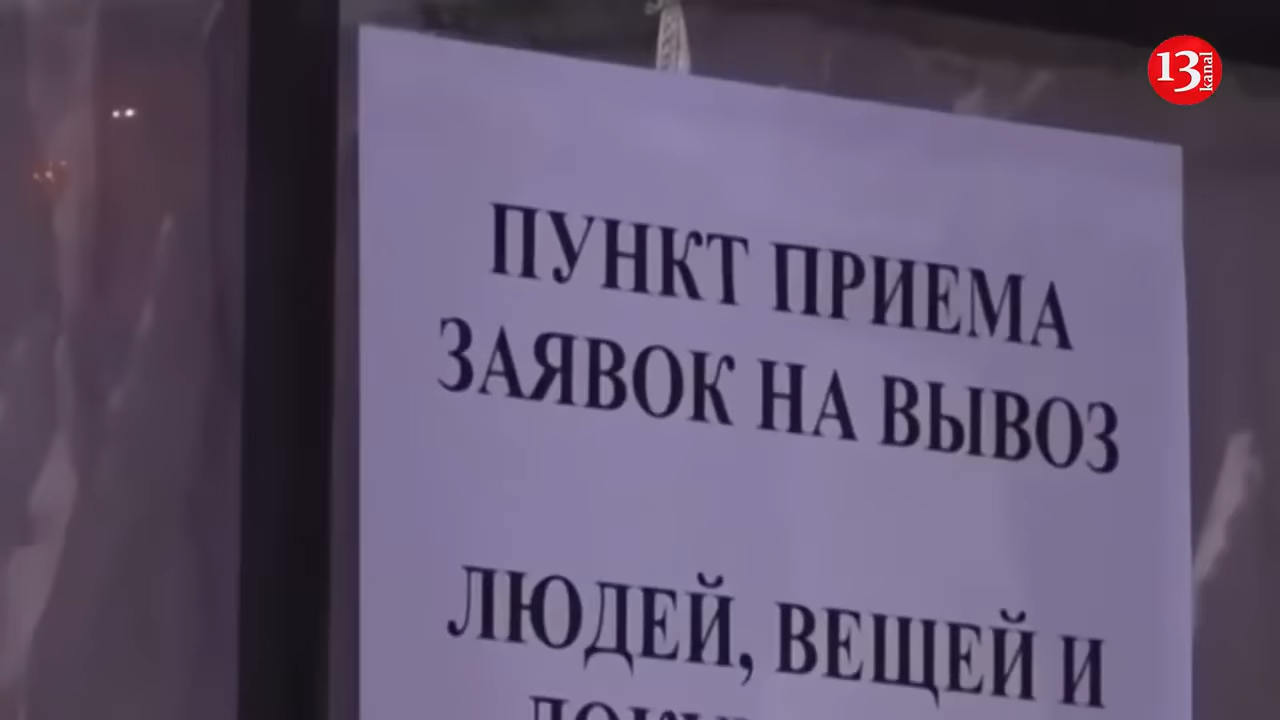 13 kanal
ПУНКТ ПРИЕМА
ЗАЯВОК НА ВЫВОЗ
ЛЮДЕЙ, ВЕЩЕЙ И